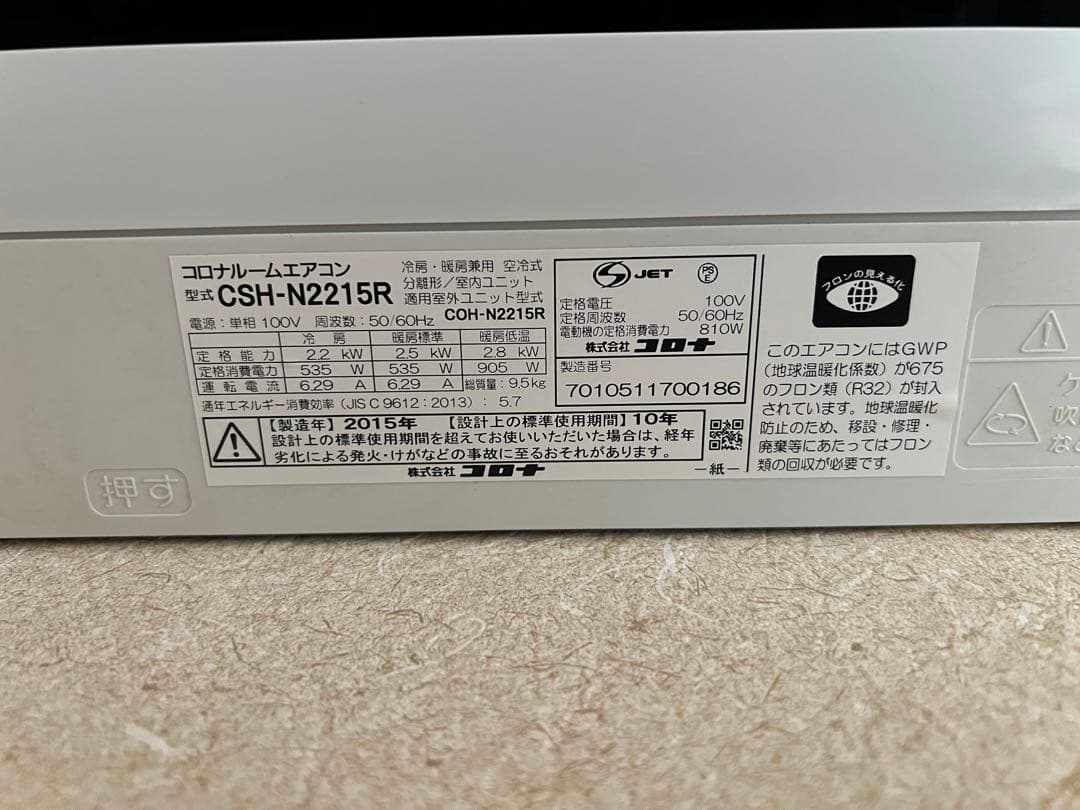 コロナルームエアコン
型式 CSH-N2215R
冷房・暖房兼用 空冷式
分離形/室内ユニット
適用室外ユニット型式
COH-N2215R
電源:単相 100V 周波数:50/60Hz
冷 房 暖房標準 暖房低温
定格能力 2.2 kW 2.5 kW 2.8 kW
定格消費電力 535 W 535 W 905 W
運転電流 6.29 A 6.29 A 総質量:9.5kg
通年エネルギー消費効率 (JIS C 9612:2013) : 5.7
JET PSE
定格電圧 100V
定格周波数 50/60Hz
電動機の定格消費電力 810W
株式会社 コロナ
製造番号
7010511700186
【製造年】2015年 【設計上の標準使用期間】10年
設計上の標準使用期間を超えてお使いいただいた場合は、経年
劣化による発火・けがなどの事故に至るおそれがあります。
株式会社 コロナ
-紙-
フロンの見える化
このエアコンにはGWP
(地球温暖化係数) が675
のフロン類 (R32) が封入
されています。地球温暖化
防止のため、移設・修理・
廃棄等にあたってはフロン
類の回収が必要です。
押す
吹